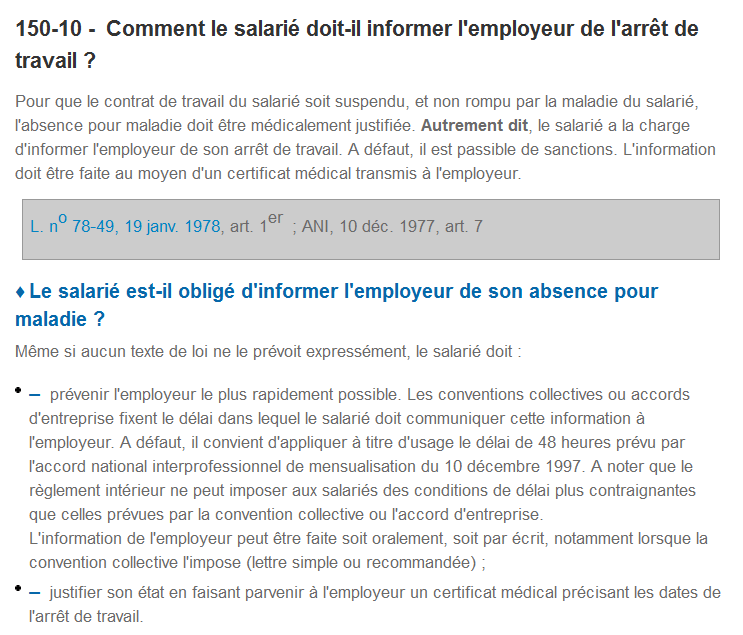 150-10 - Comment le salarié doit-il informer l'employeur de l'arrêt de
travail ?
Pour que le contrat de travail du salarié soit suspendu, et non rompu par la maladie du salarié,
l'absence pour maladie doit être médicalement justifiée. Autrement dit, le salarié a la charge
d'informer l'employeur de son arrêt de travail. A défaut, il est passible de sanctions. L'information
doit être faite au moyen d'un certificat médical transmis à l'employeur.
L. no 78-49, 19 janv. 1978, art. 1er ; ANI, 10 déc. 1977, art. 7
♦ Le salarié est-il obligé d'informer l'employeur de son absence pour
maladie ?
Même si aucun texte de loi ne le prévoit expressément, le salarié doit :
• – prévenir l'employeur le plus rapidement possible. Les conventions collectives ou accords
d'entreprise fixent le délai dans lequel le salarié doit communiquer cette information à
l'employeur. A défaut, il convient d'appliquer à titre d'usage le délai de 48 heures prévu par
l'accord national interprofessionnel de mensualisation du 10 décembre 1997. A noter que le
règlement intérieur ne peut imposer aux salariés des conditions de délai plus contraignantes
que celles prévues par la convention collective ou l'accord d'entreprise.
L'information de l'employeur peut être faite soit oralement, soit par écrit, notamment lorsque la
convention collective l'impose (lettre simple ou recommandée) ;
• – justifier son état en faisant parvenir à l'employeur un certificat médical précisant les dates de
l'arrêt de travail.